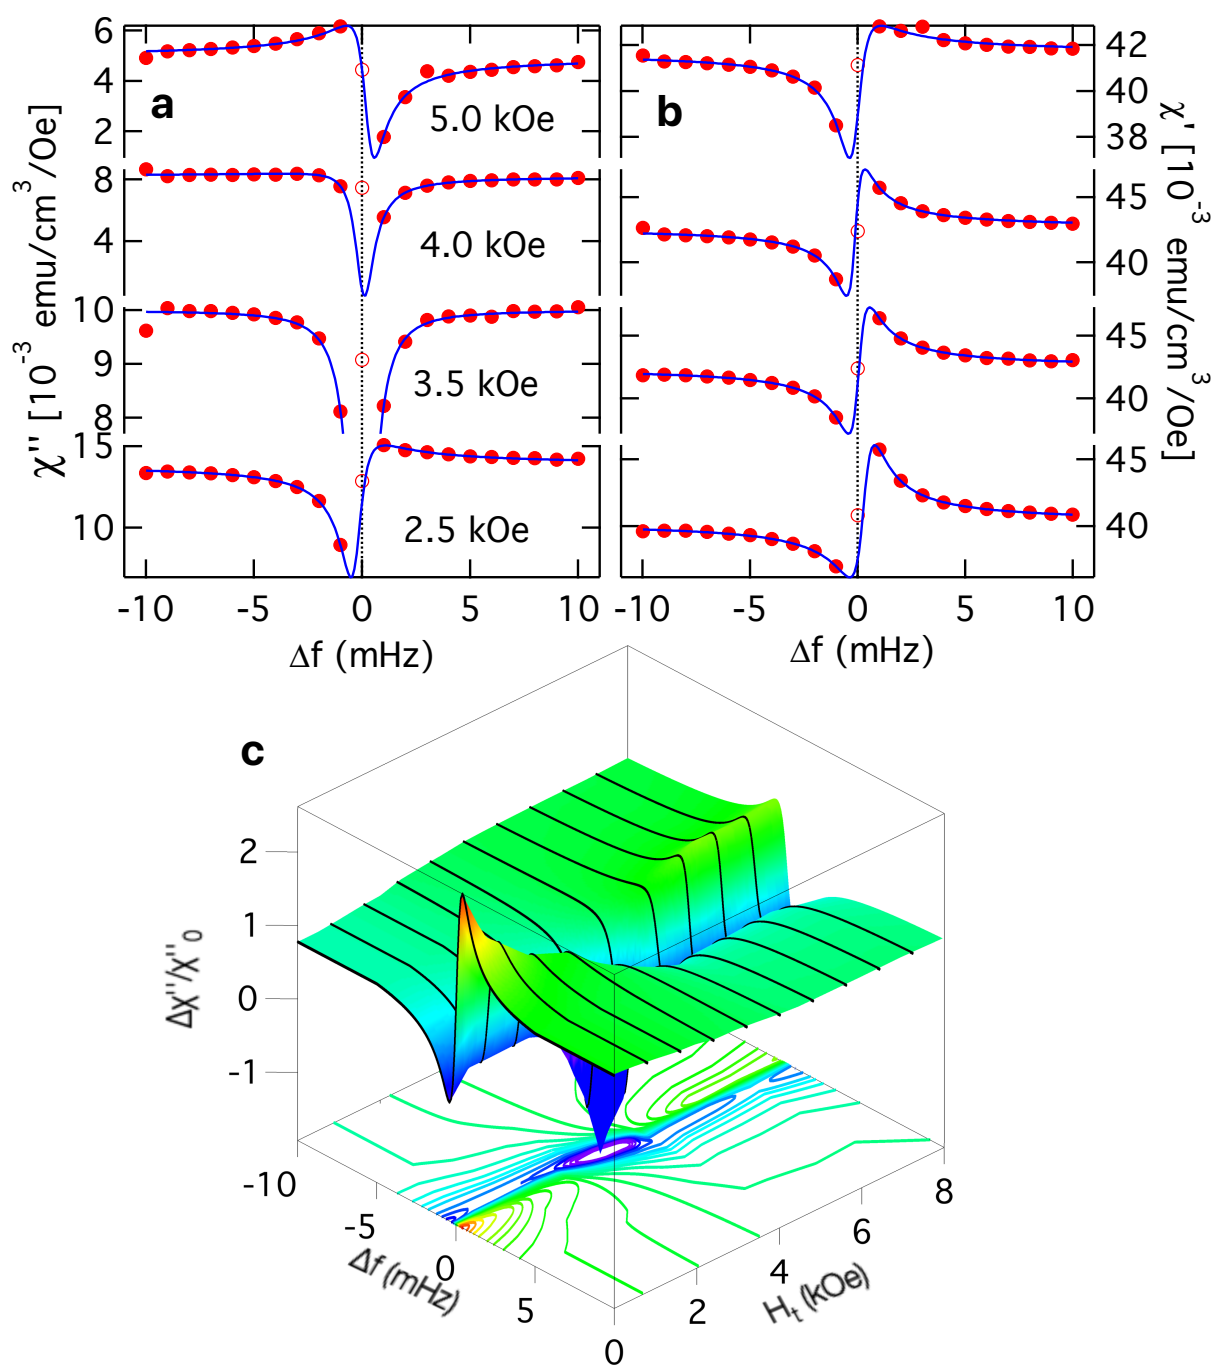 a
6
4
2
5.0 kOe
8
4
4.0 kOe
10
9
8
3.5 kOe
15
10
2.5 kOe
χ'' [10⁻³ emu/cm³/Oe]
-10 -5 0 5 10
Δf (mHz)
b
42
40
38
45
40
45
40
45
40
χ' [10⁻³ emu/cm³/Oe]
-10 -5 0 5 10
Δf (mHz)
c
2
1
0
-1
Δχ''/χ''₀
-10
-5
0
5
Δf (mHz)
0
2
4
6
8
Hₜ (kOe)